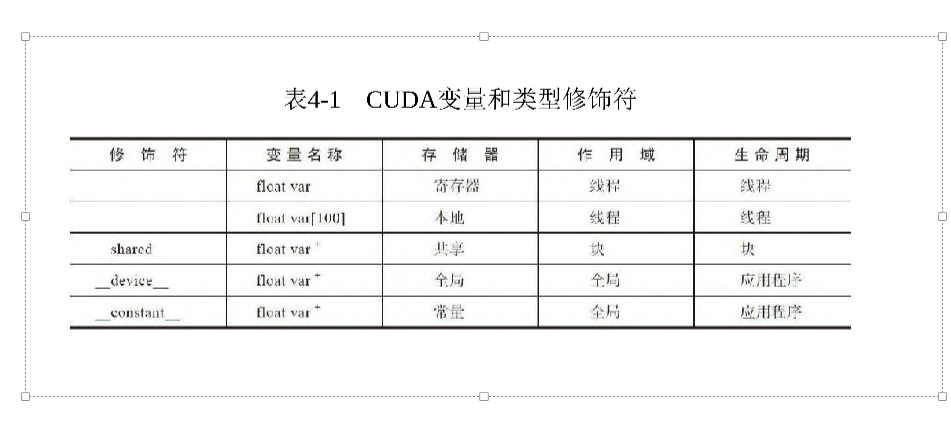 表4-1 CUDA变量和类型修饰符
修 饰 符 变量名称 存 储 器 作 用 域 生命周期
float var 寄存器 线程 线程
float var[100] 本地 线程 线程
shared float var + 共享 块 块
__device__ float var + 全局 全局 应用程序
__constant__ float var + 常量 全局 应用程序